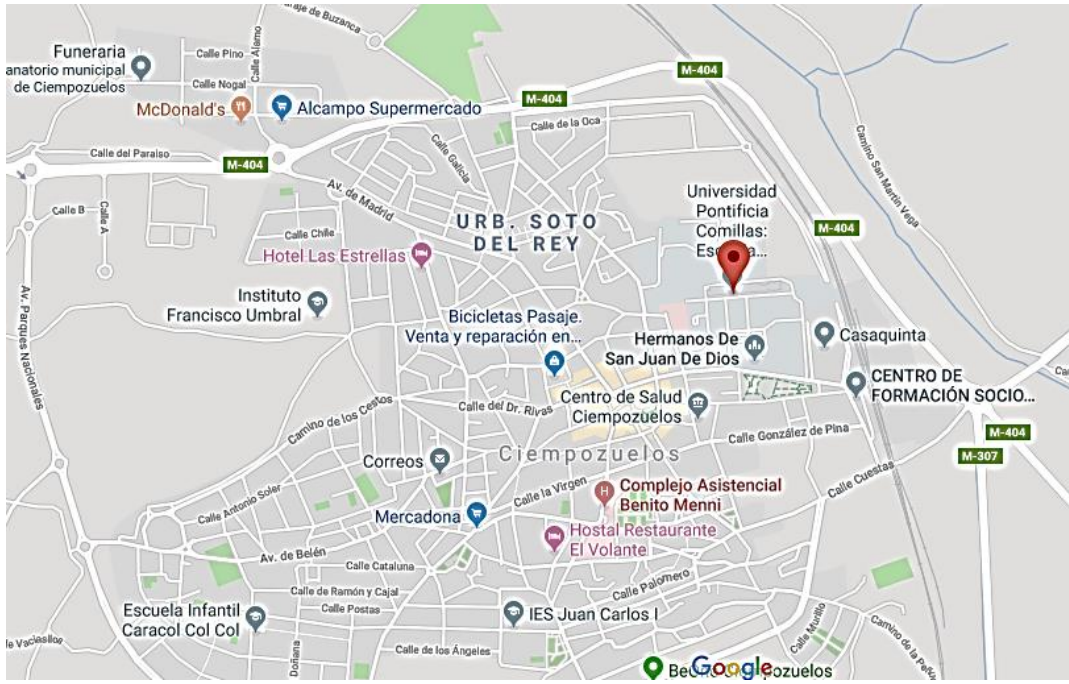 araje de Buzanca
Calle Pino
Calle Alamo
Funeraria
anatorio municipal
de Ciempozuelos
Calle Nogal
McDonald's
Alcampo Supermercado
M-404
M-404
M-404
Calle de la Oca
Calle del Paraiso
Calle Galicia
Camino San Martin Vega
Av. de Madrid
Calle B
Calle A
Calle Chile
URB. SOTO
DEL REY
Universidad
Pontificia
Comillas:
M-404
Hotel Las Estrellas
Instituto
Francisco Umbral
Av. Parques Nacionales
Bicicletas Pasaje.
Venta y reparación en...
Hermanos De
San Juan De Dios
Casaquinta
CENTRO DE
FORMACIÓN SOCIO...
Camino de los Cestos
Calle del Dr. Rivas
Centro de Salud
Ciempozuelos
Calle González de Pina
M-404
M-307
Ciempozuelos
Correos
Calle Cuestas
Calle Antonio Soler
Calle la Virgen
Complejo Asistencial
Benito Menni
H
Mercadona
Hostal Restaurante
El Volante
Av. de Belén
Calle Cataluna
Calle de Ramón y Cajal
Calle Palomero
Calle Postas
Escuela Infantil
Caracol Col Col
IES Juan Carlos I
Calle Murillo
Camino de la
Doñana
Calle de los Ángeles
Google